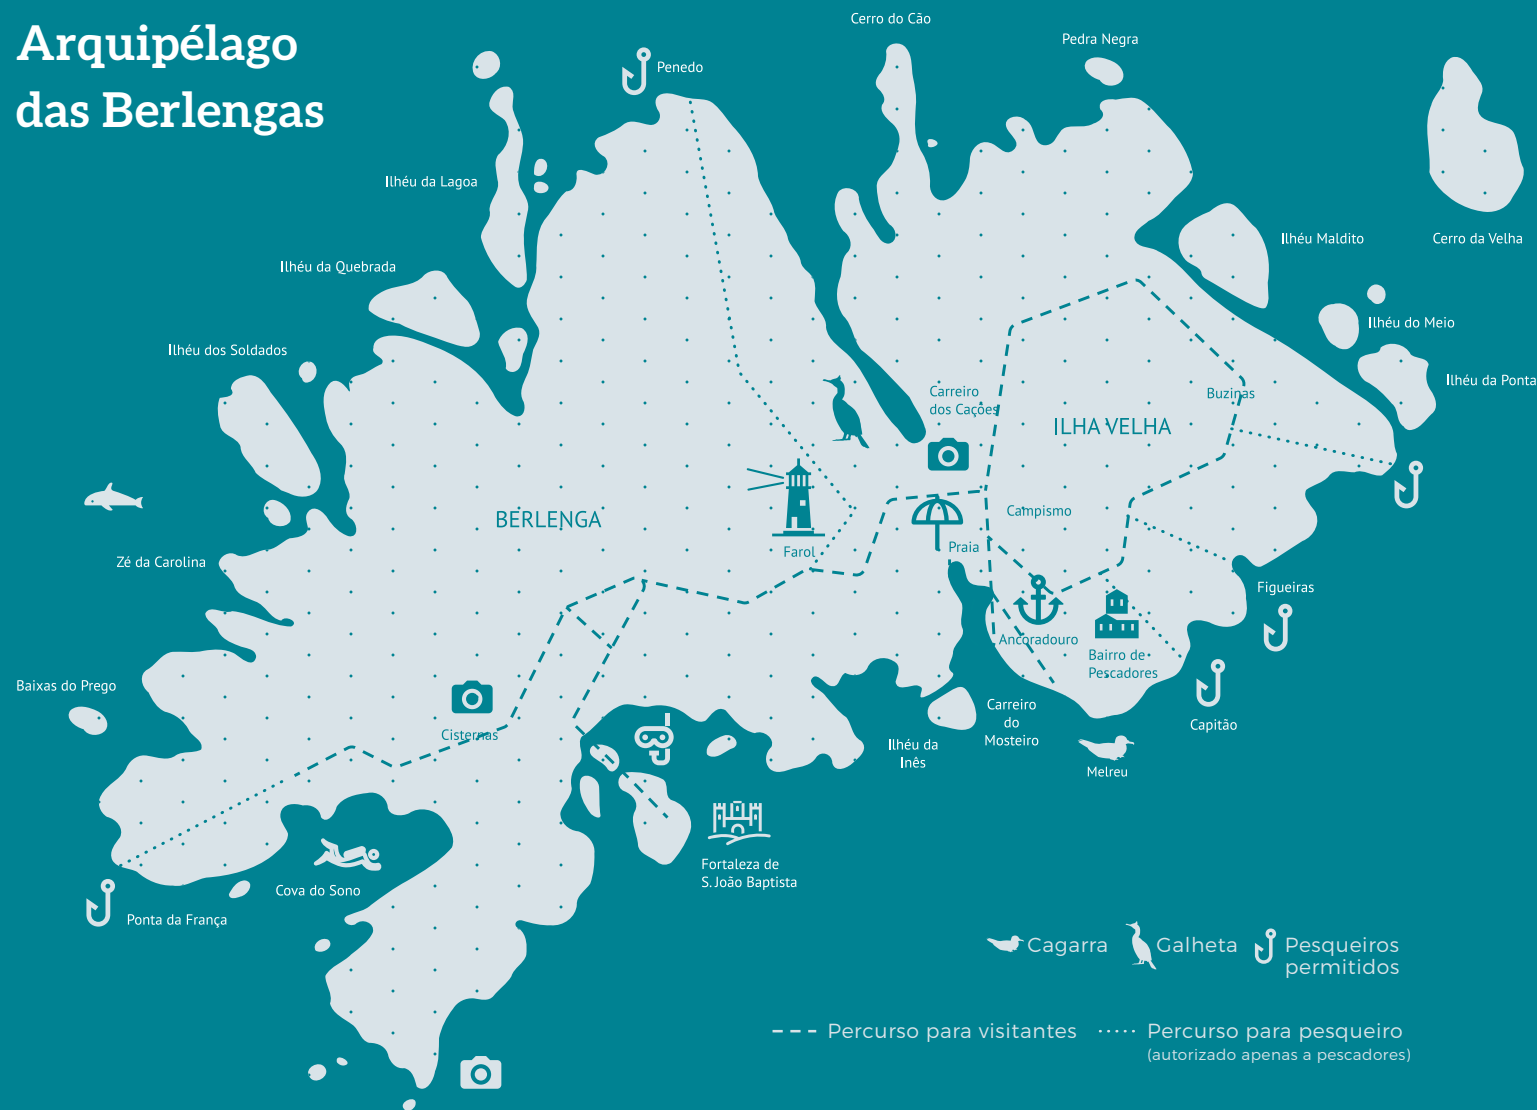 Arquipélago
das Berlengas
Cerro do Cão
Pedra Negra
Penedo
Ilhéu da Lagoa
Ilhéu Maldito
Cerro da Velha
Ilhéu da Quebrada
Ilhéu do Meio
Ilhéu dos Soldados
Ilhéu da Ponta
Carreiro
dos Cações
Buzinas
ILHA VELHA
BERLENGA
Campismo
Farol
Praia
Zé da Carolina
Figueiras
Ancoradouro
Bairro de
Pescadores
Baixas do Prego
Cisternas
Carreiro
do
Mosteiro
Capitão
Ilhéu da
Inês
Melreu
Fortaleza de
S. João Baptista
Cova do Sono
Ponta da França
Cagarra
Galheta
Pesqueiros
permitidos
Percurso para visitantes
Percurso para pesqueiro
(autorizado apenas a pescadores)